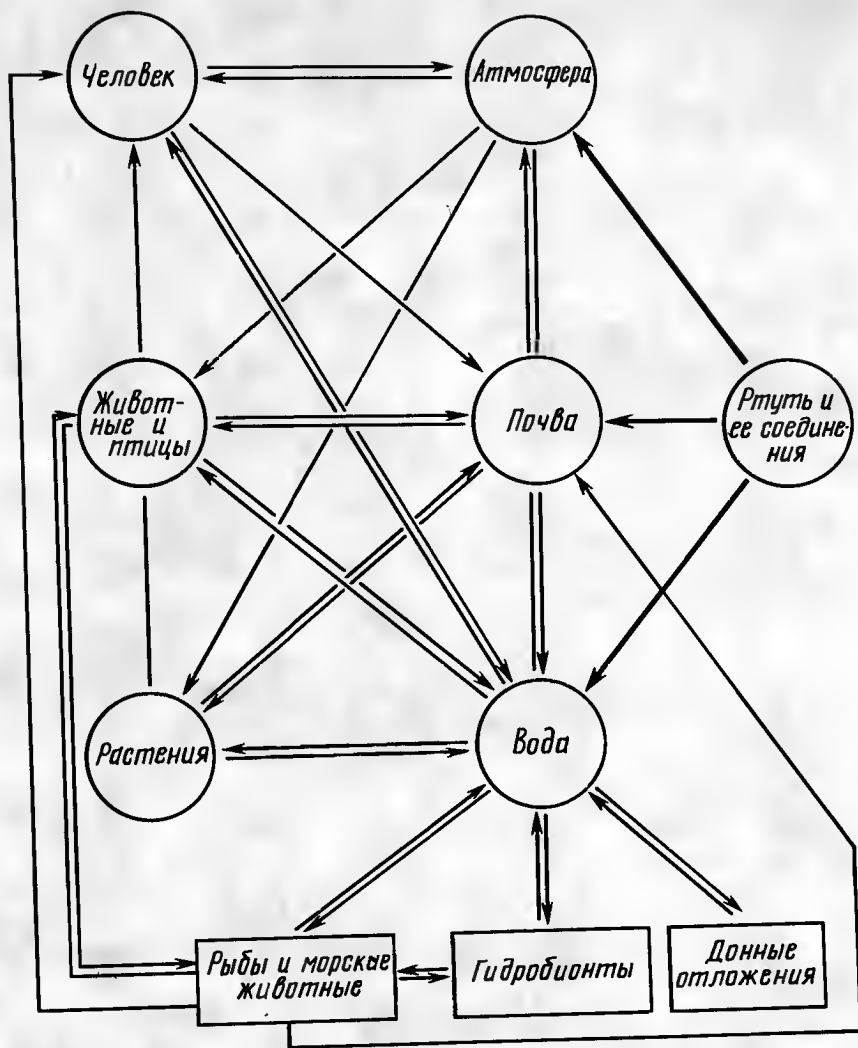 Человек
Атмосфера
Живот-
ные и
птицы
Почва
Ртуть и
ее соедине-
ния
Растения
Вода
Рыбы и морские
животные
Гидробионты
Донные
отложения